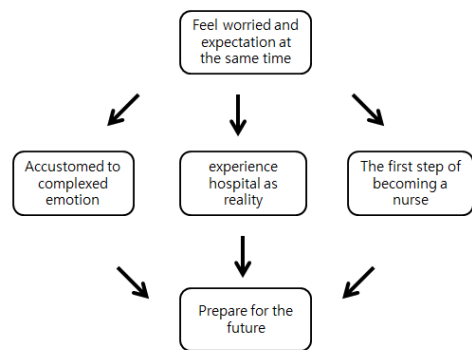 Feel worried and
expectation at
the same time
Accustomed to
complexed
emotion
experience
hospital as
reality
The first step of
becoming a
nurse
Prepare for the
future